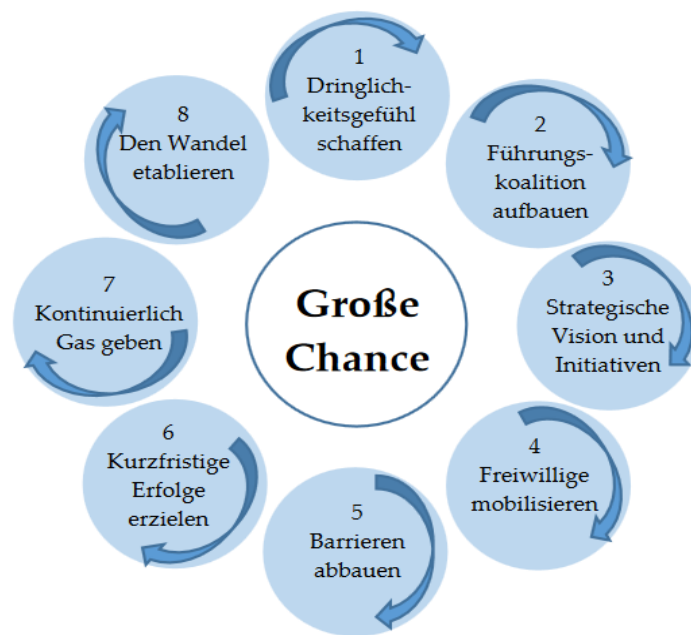 1
Dringlich-
keitsgefühl
schaffen
2
Führungs-
koalition
aufbauen
3
Strategische
Vision und
Initiativen
4
Freiwillige
mobilisieren
5
Barrieren
abbauen
6
Kurzfristige
Erfolge
erzielen
7
Kontinuierlich
Gas geben
8
Den Wandel
etablieren
Große
Chance